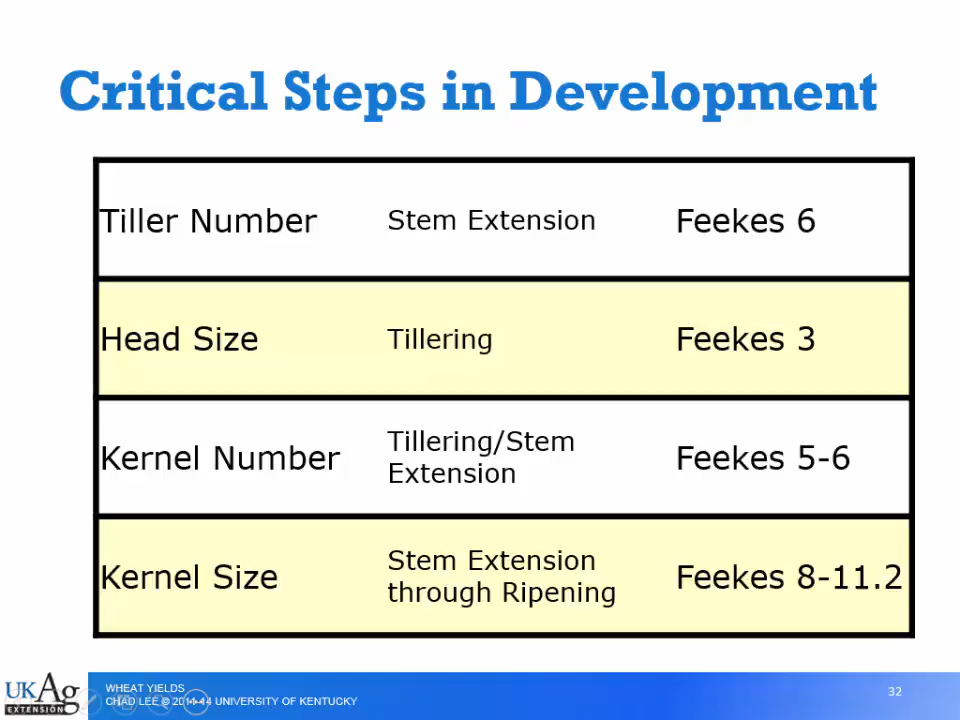 Critical Steps in Development
Tiller Number Stem Extension Feekes 6
Head Size Tillering Feekes 3
Kernel Number Tillering/Stem Extension Feekes 5-6
Kernel Size Stem Extension through Ripening Feekes 8-11.2
UKAg
EXTENSION
WHEAT YIELDS
CHAD LEE © 2011-14 UNIVERSITY OF KENTUCKY
32